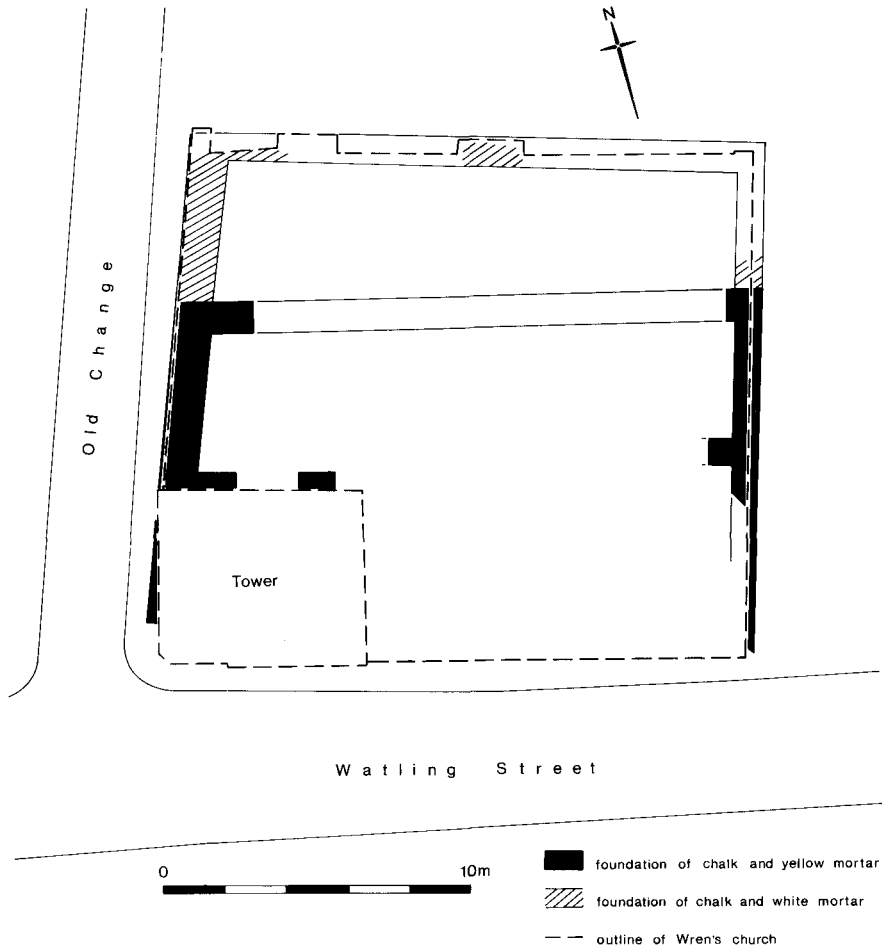 N
Old Change
Tower
Watling Street
0 10m
foundation of chalk and yellow mortar
foundation of chalk and white mortar
outline of Wren's church